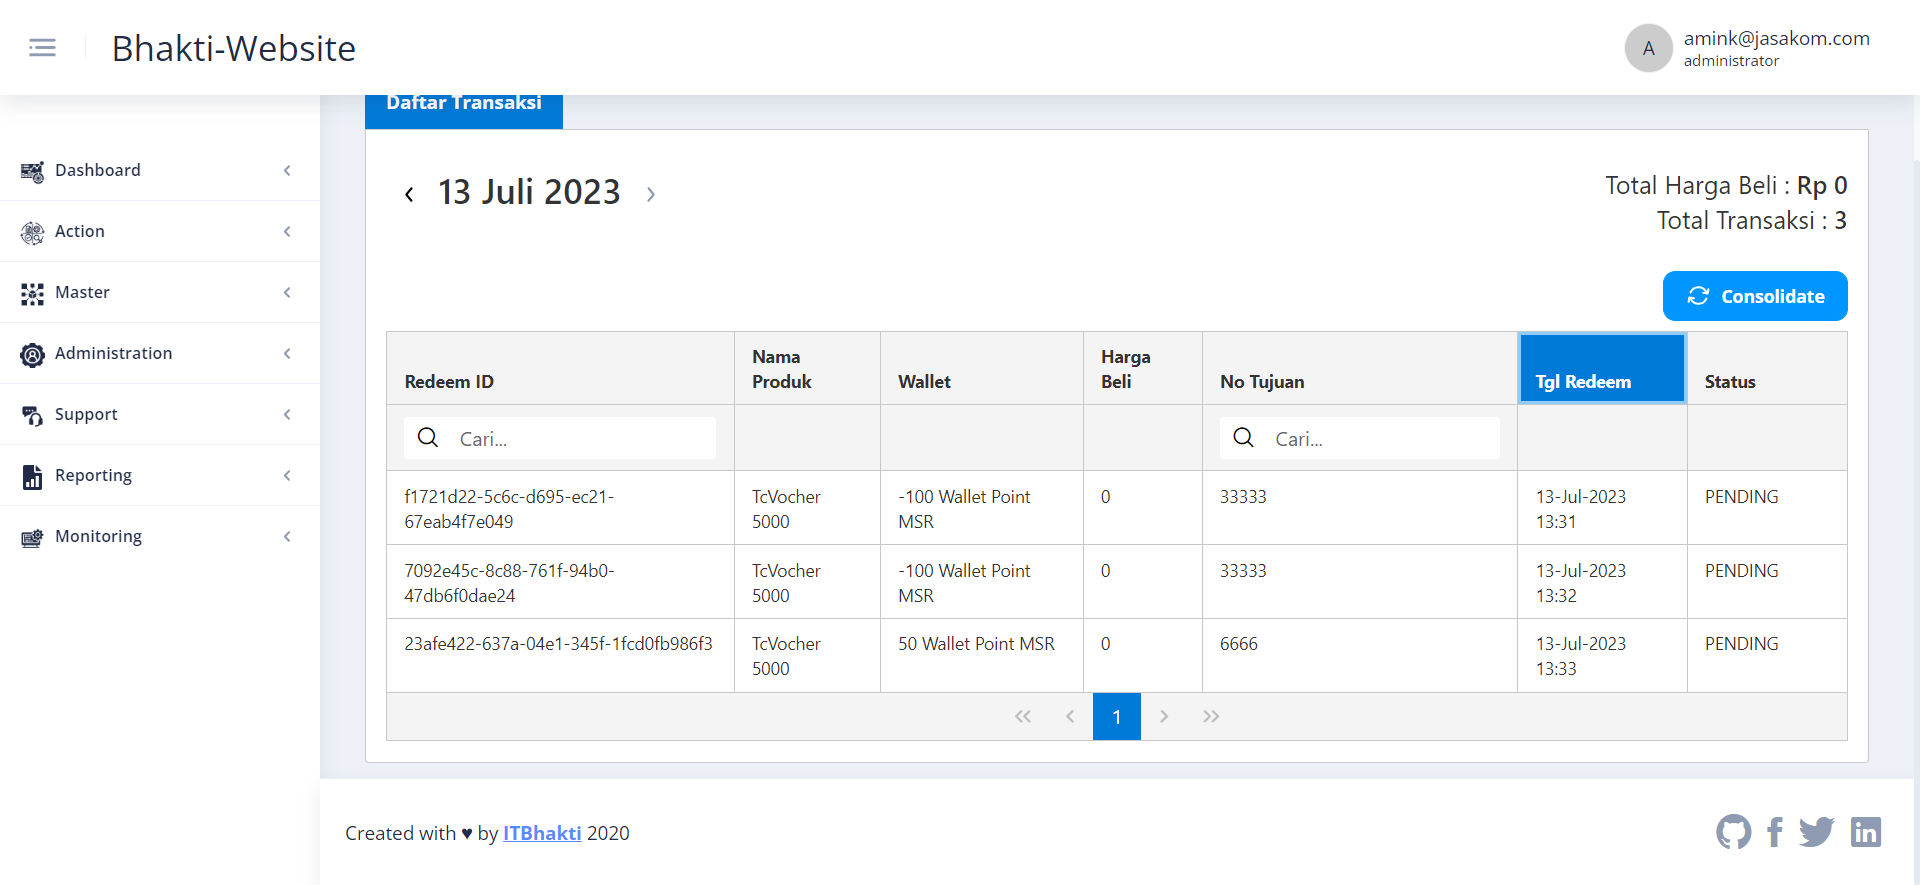 Bhakti-Website
A
amink@jasakom.com
administrator
Dashboard
Action
Master
Administration
Support
Reporting
Monitoring
Daftar Transaksi
13 Juli 2023
Total Harga Beli : Rp 0
Total Transaksi : 3
Consolidate
Redeem ID
Nama
Produk
Wallet
Harga
Beli
No Tujuan
Tgl Redeem
Status
Cari...
Cari...
f1721d22-5c6c-d695-ec21-
67eab4f7e049
TcVocher
5000
-100 Wallet Point
MSR
0
33333
13-Jul-2023
13:31
PENDING
7092e45c-8c88-761f-94b0-
47db6f0dae24
TcVocher
5000
-100 Wallet Point
MSR
0
33333
13-Jul-2023
13:32
PENDING
23afe422-637a-04e1-345f-1fcd0fb986f3
TcVocher
5000
50 Wallet Point MSR
0
6666
13-Jul-2023
13:33
PENDING
1
Created with ♥ by ITBhakti 2020